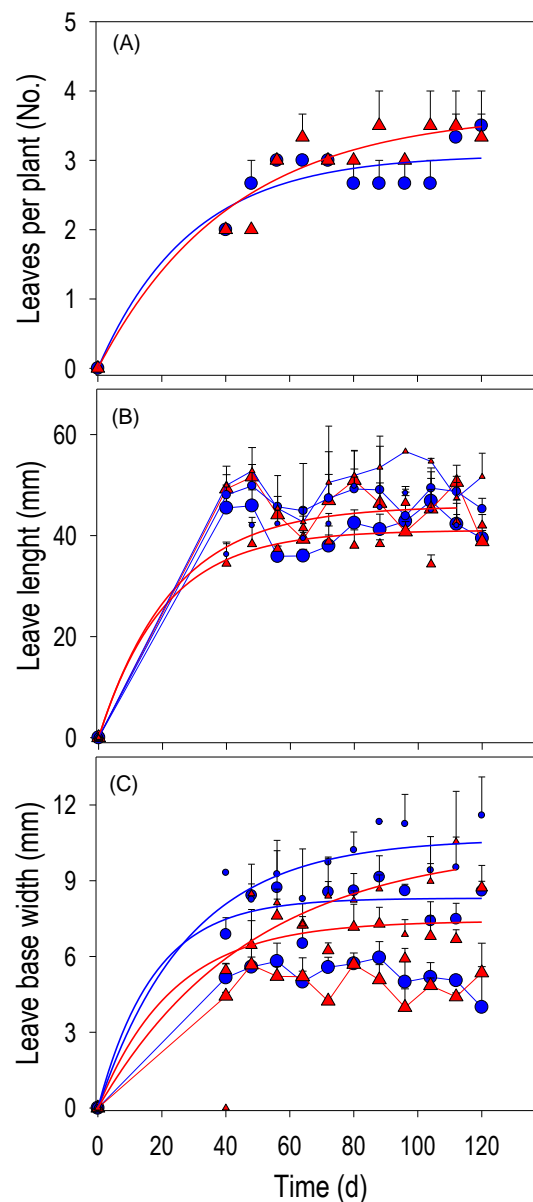 (A)
Leaves per plant (No.)
5
4
3
2
1
0
(B)
Leave lenght (mm)
60
40
20
0
(C)
Leave base width (mm)
12
9
6
3
0
0 20 40 60 80 100 120
Time (d)